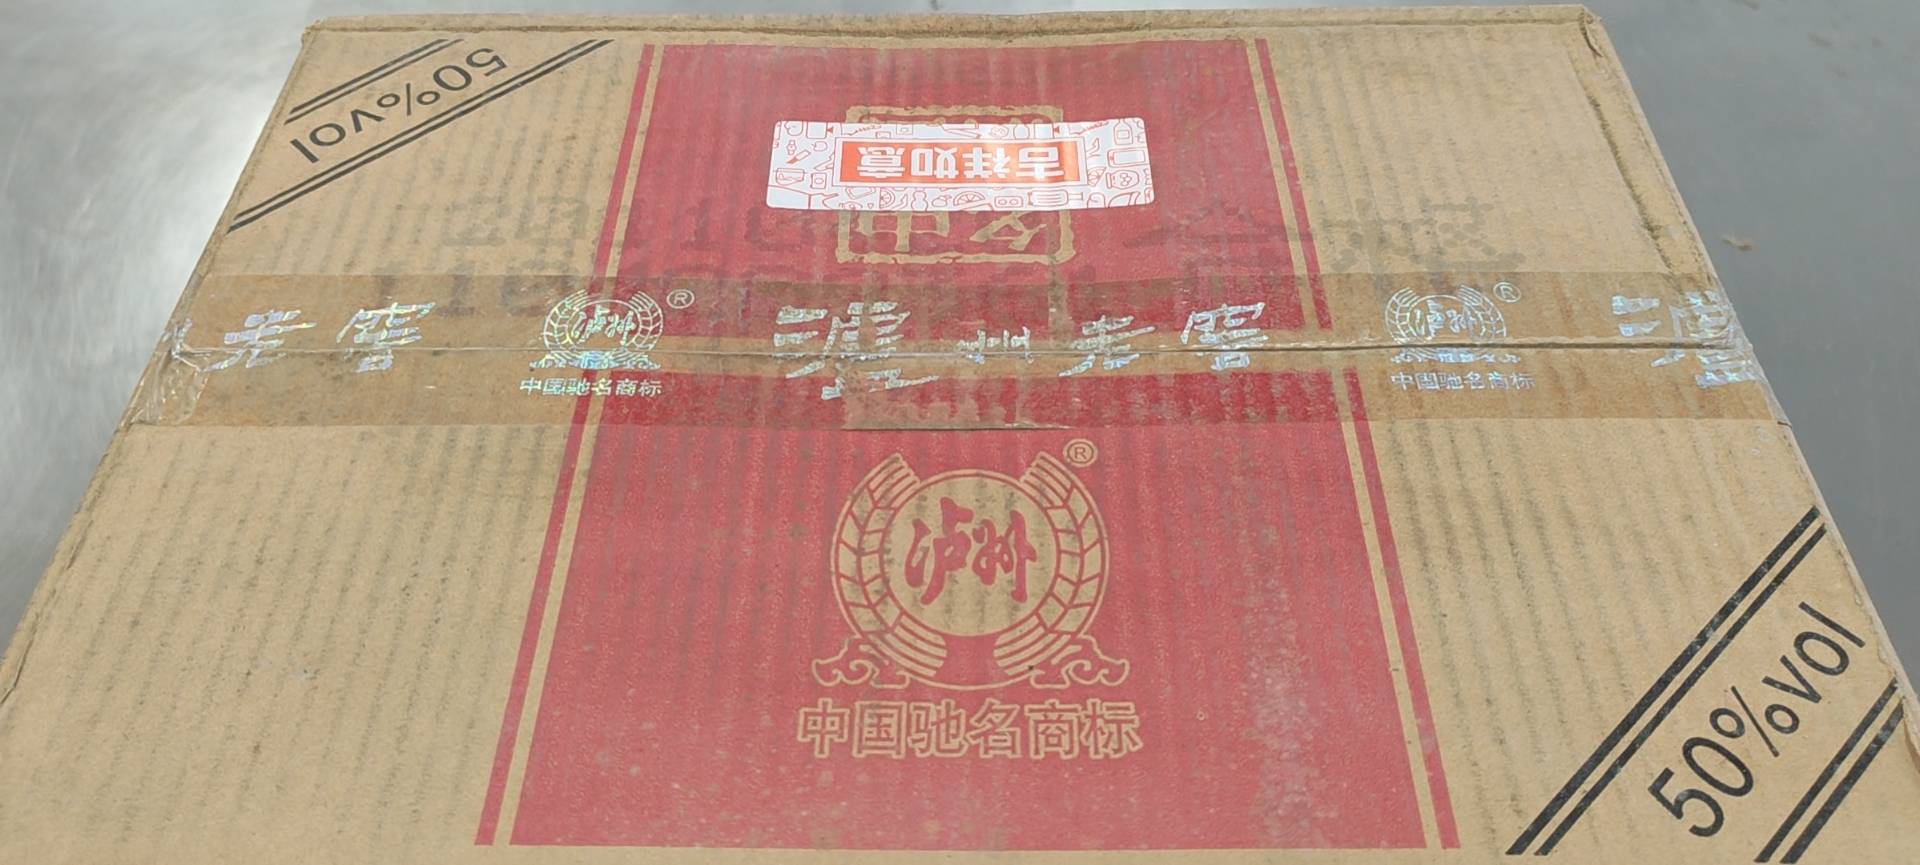 50%vol
吉祥如意
老窖 泸州 ® 泸州老窖 泸州 ® 泸
中国驰名商标 中国驰名商标
®
泸州
中国驰名商标
50%vol